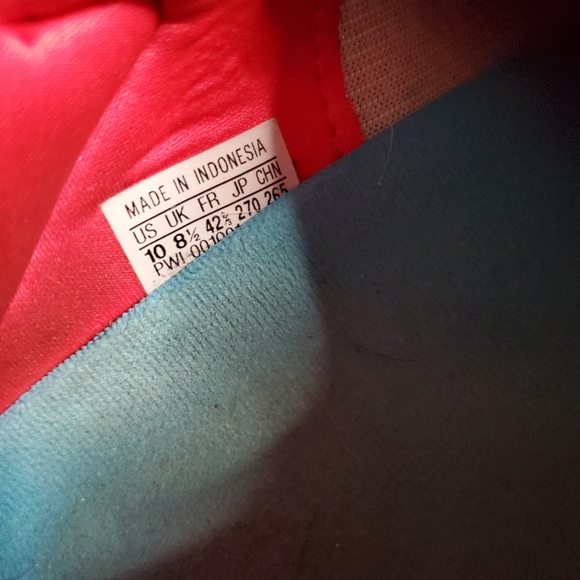 MADE IN INDONESIA
US UK FR JP CHN
10 8½ 42⅔ 270 265